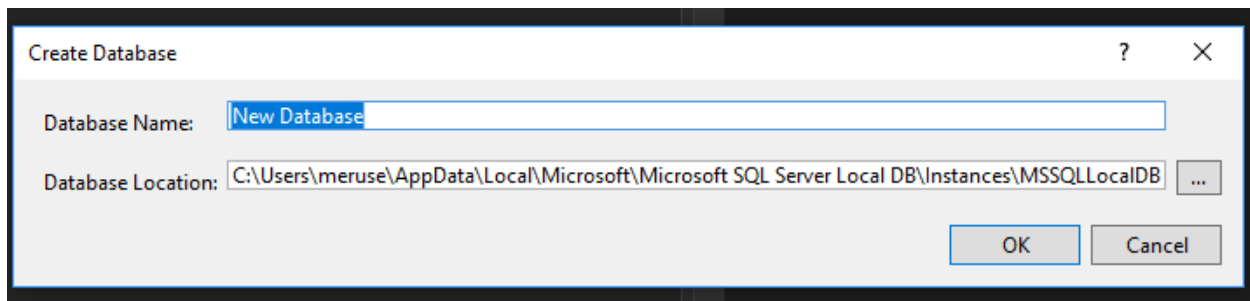 Create Database
?
Database Name:
New Database
Database Location:
C:\Users\meruse\AppData\Local\Microsoft\Microsoft SQL Server Local DB\Instances\MSSQLLocalDB
...
OK
Cancel